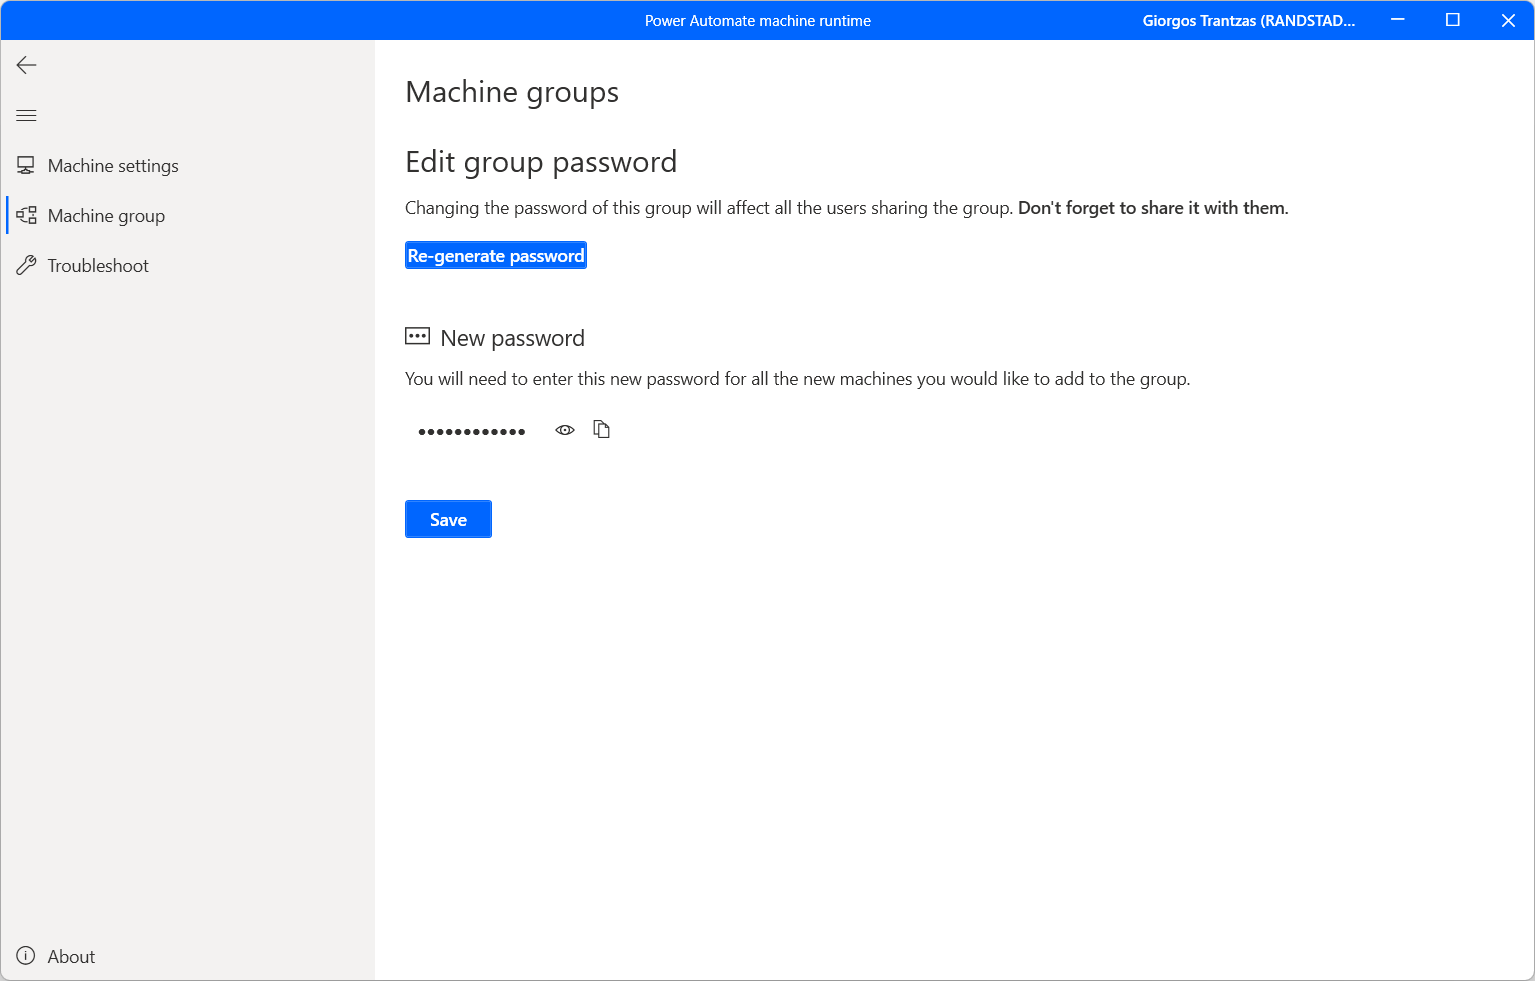 Power Automate machine runtime
Giorgos Trantzas (RANDSTAD...
Machine settings
Machine group
Troubleshoot
About
Machine groups
Edit group password
Changing the password of this group will affect all the users sharing the group. Don't forget to share it with them.
Re-generate password
New password
You will need to enter this new password for all the new machines you would like to add to the group.
••••••••••••
Save